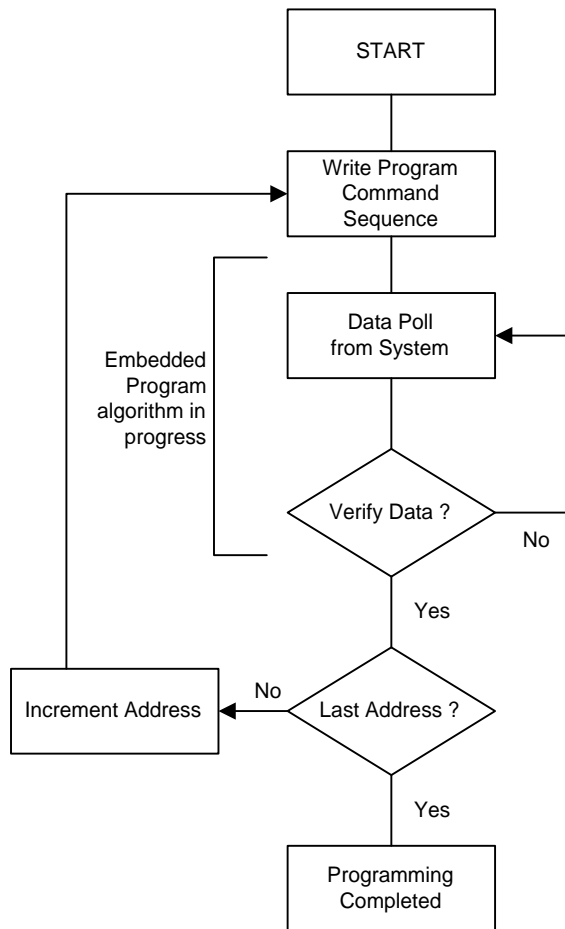 START
Write Program
Command
Sequence
Data Poll
from System
Embedded
Program
algorithm in
progress
Verify Data ?
No
Yes
Increment Address
No
Last Address ?
Yes
Programming
Completed